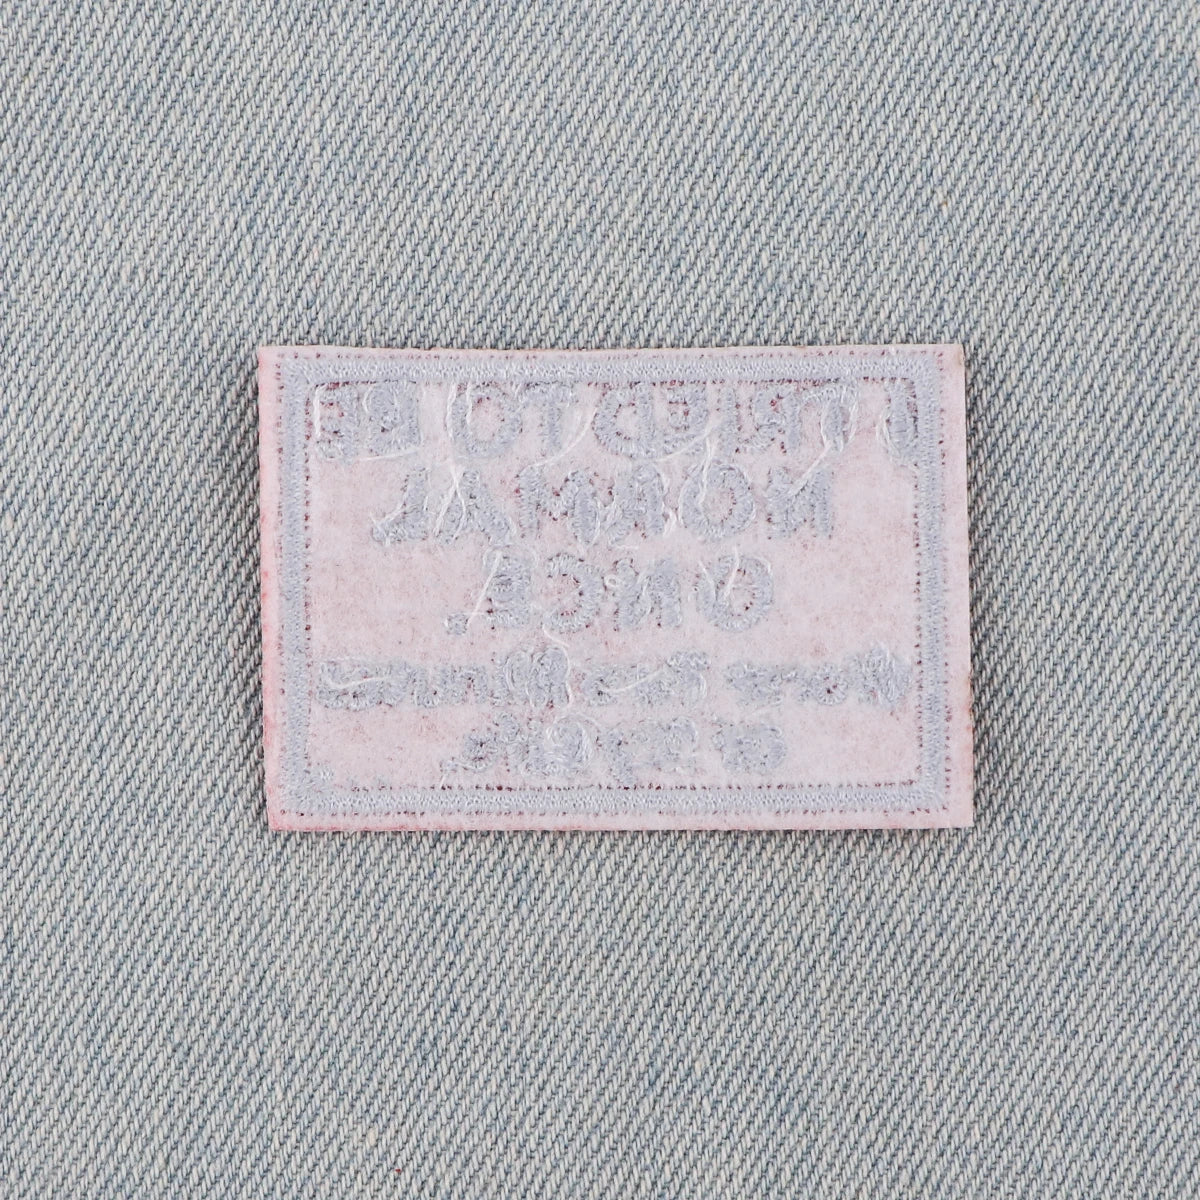 I TRIED TO BE
NORMAL
ONCE.
Worst Two Minutes
of my life